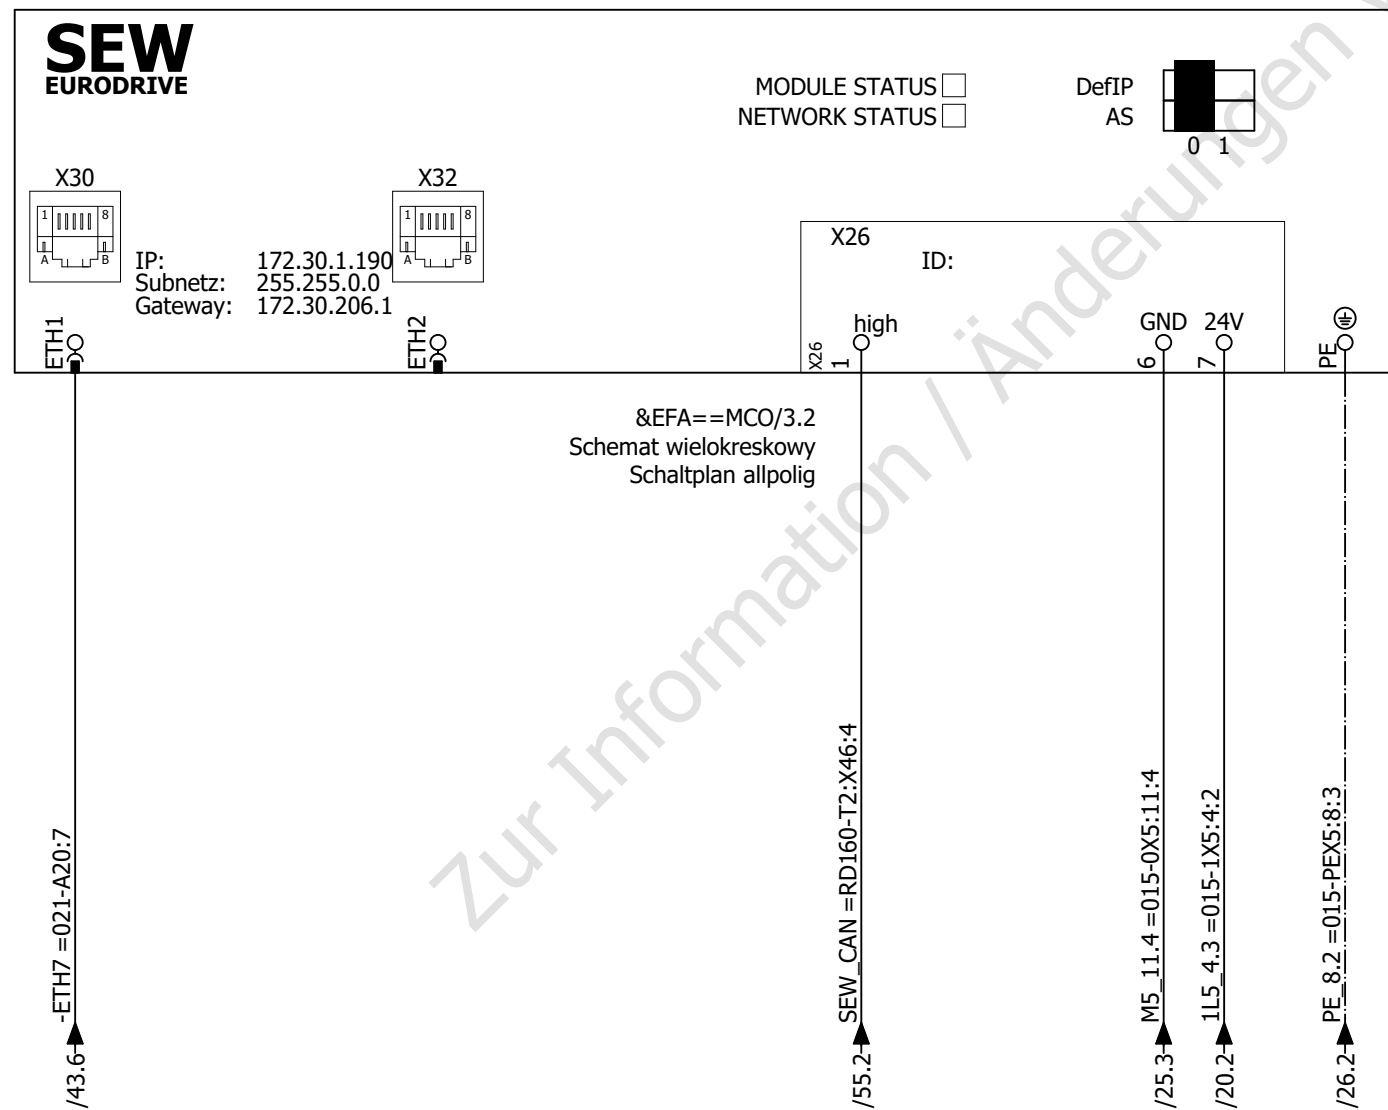 SEW
EURODRIVE
MODULE STATUS
NETWORK STATUS
DefIP
AS
0 1
X30
1 8
A B
X32
1 8
A B
IP: 172.30.1.190
Subnetz: 255.255.0.0
Gateway: 172.30.206.1
X26
ID:
ETH1
ETH2
X26
1
high
GND
6
24V
7
PE
&EFA==MCO/3.2
Schemat wielokreskowy
Schaltplan allpolig
-ETH7 =021-A20:7
SEW_CAN =RD160-T2:X46:4
M5_11.4 =015-0X5:11:4
1L5_4.3 =015-1X5:4:2
PE_8.2 =015-PEX5:8:3
/43.6
/55.2
/25.3
/20.2
/26.2
Zur Information / Änderungen